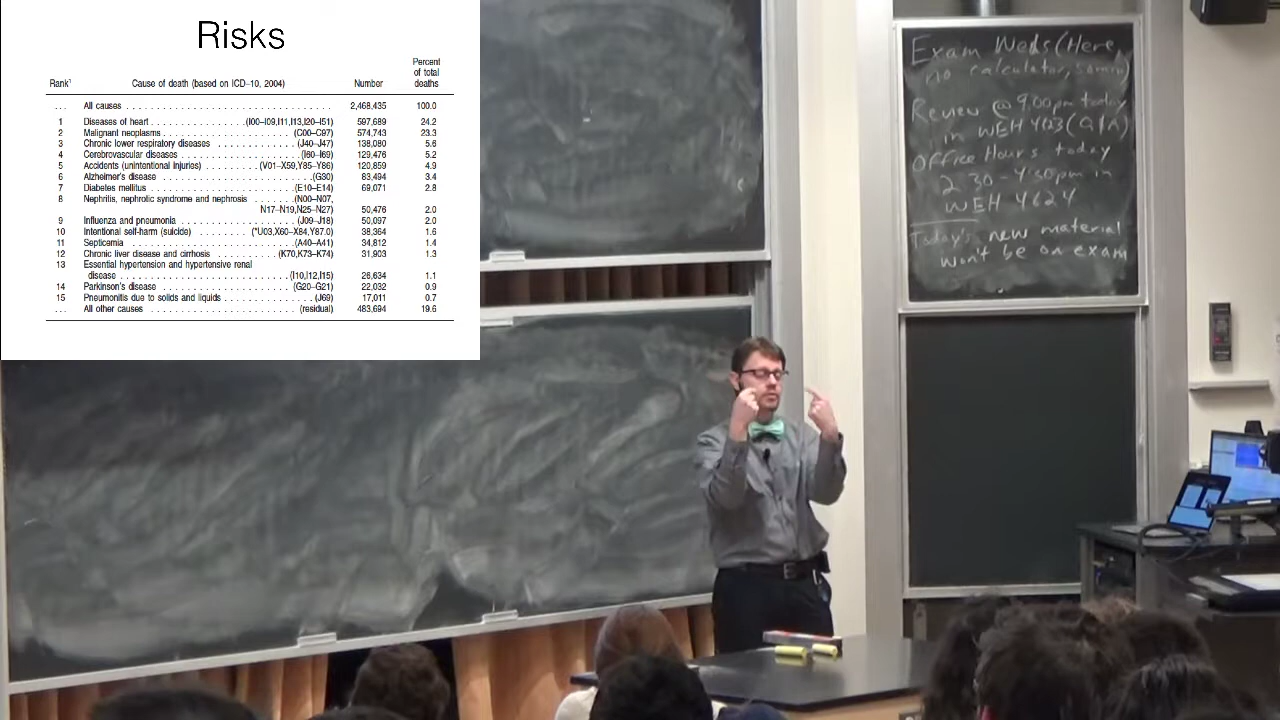 Risks
Percent
of total
deaths
Rank¹ Cause of death (based on ICD–10, 2004) Number
... All causes 2,468,435 100.0
1 Diseases of heart (I00–I09,I11,I13,I20–I51) 597,689 24.2
2 Malignant neoplasms (C00–C97) 574,743 23.3
3 Chronic lower respiratory diseases (J40–J47) 138,080 5.6
4 Cerebrovascular diseases (I60–I69) 129,476 5.2
5 Accidents (unintentional injuries) (V01–X59,Y85–Y86) 120,859 4.9
6 Alzheimer's disease (G30) 83,494 3.4
7 Diabetes mellitus (E10–E14) 69,071 2.8
8 Nephritis, nephrotic syndrome and nephrosis (N00–N07,
N17–N19,N25–N27) 50,476 2.0
9 Influenza and pneumonia (J09–J18) 50,097 2.0
10 Intentional self-harm (suicide) (*U03,X60–X84,Y87.0) 38,364 1.6
11 Septicemia (A40–A41) 34,812 1.4
12 Chronic liver disease and cirrhosis (K70,K73–K74) 31,903 1.3
13 Essential hypertension and hypertensive renal
disease (I10,I12,I15) 26,634 1.1
14 Parkinson's disease (G20–G21) 22,032 0.9
15 Pneumonitis due to solids and liquids (J69) 17,011 0.7
... All other causes (residual) 483,694 19.6
Exam Weds (Here,
no calculator, 50min)
Review @ 9:00pm today
in WEH 7403 (Q/A)
Office Hours today
2:30-4:30pm in
WEH 4624
Today's new material
won't be on exam